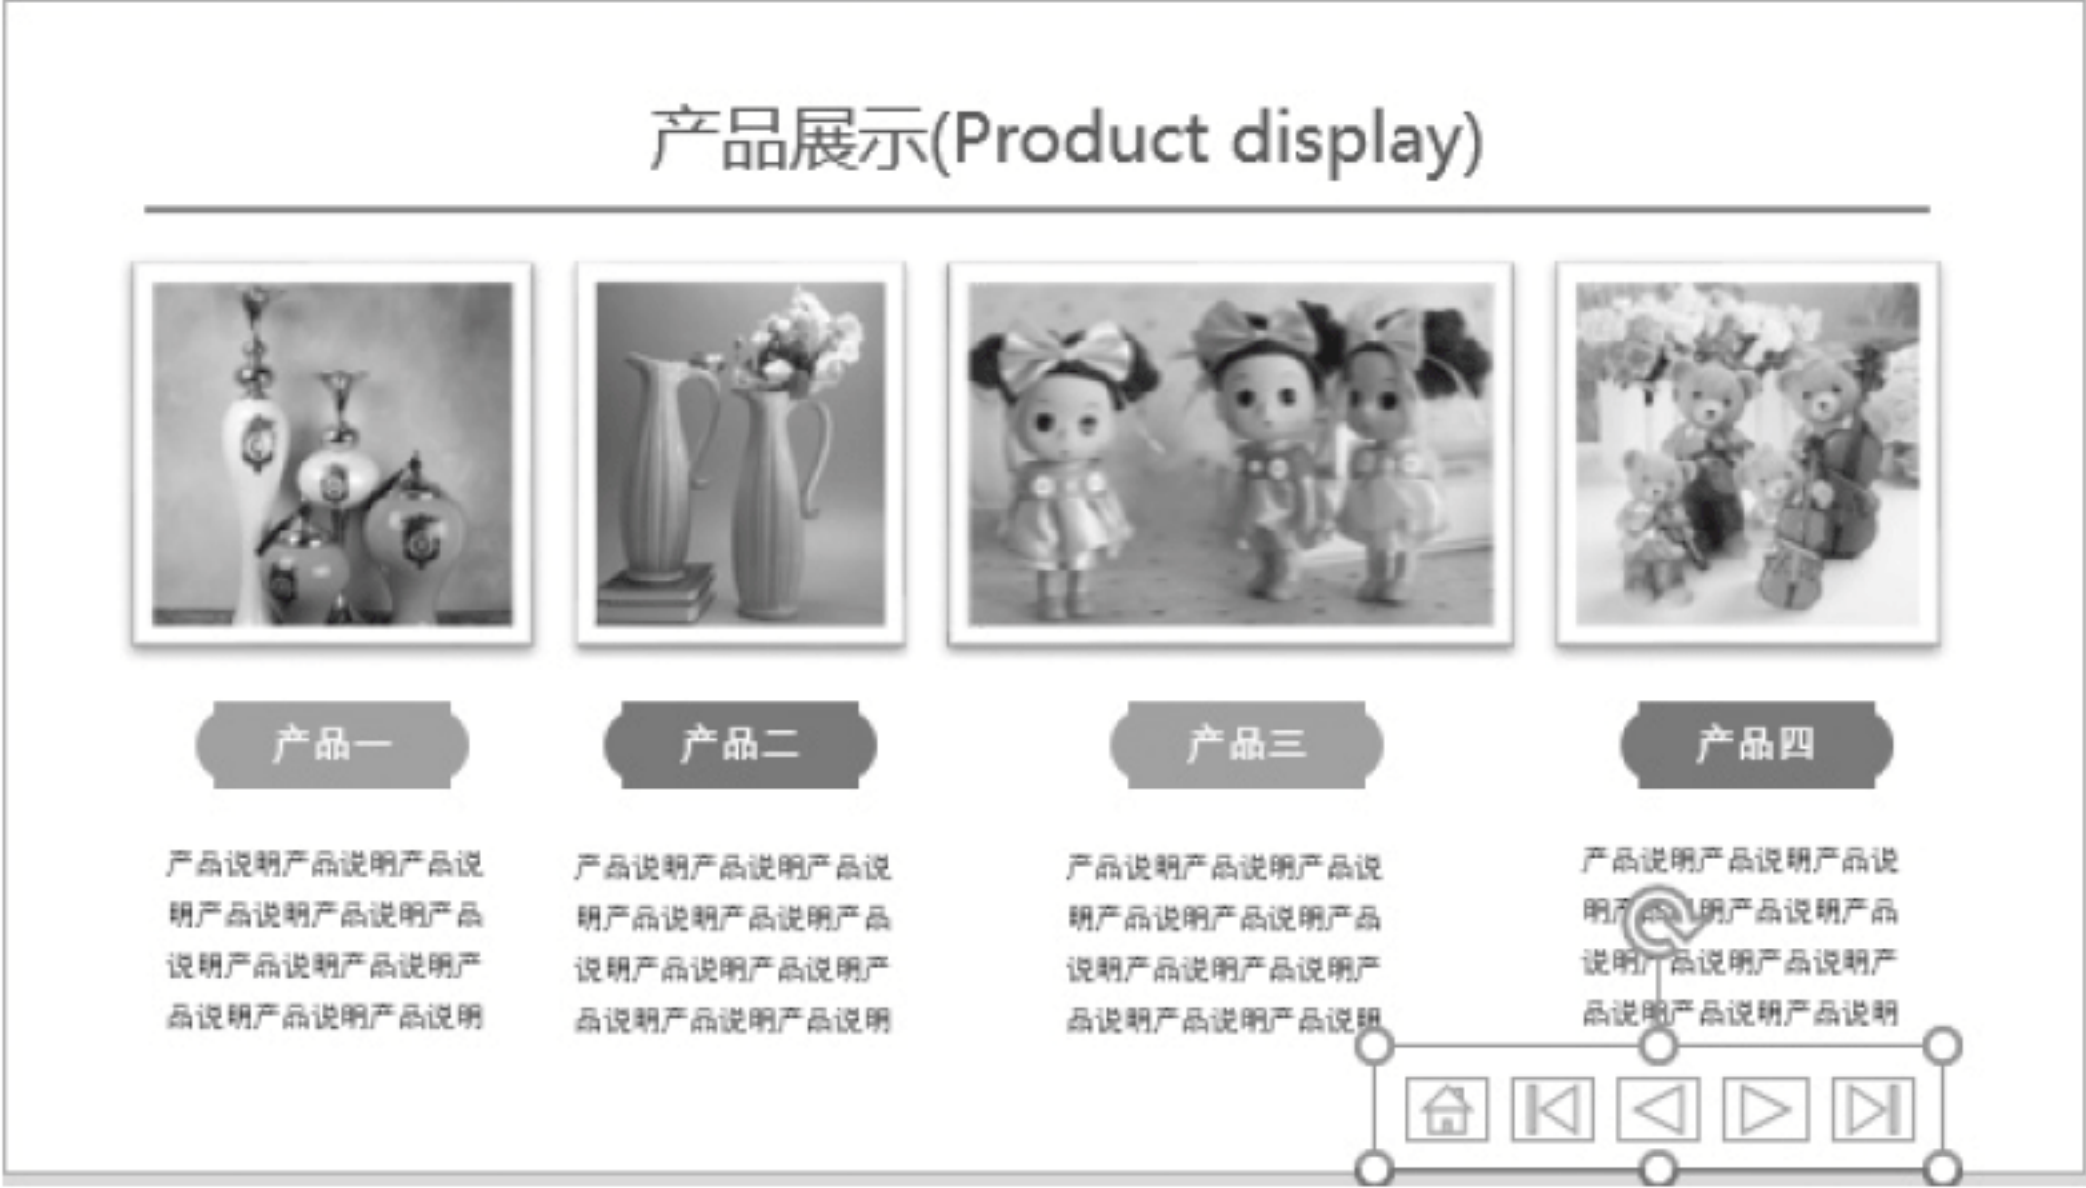 产品展示(Product display)
产品一
产品二
产品三
产品四
产品说明产品说明产品说
明产品说明产品说明产品
说明产品说明产品说明产
品说明产品说明产品说明
产品说明产品说明产品说
明产品说明产品说明产品
说明产品说明产品说明产
品说明产品说明产品说明
产品说明产品说明产品说
明产品说明产品说明产品
说明产品说明产品说明产
品说明产品说明产品说明
产品说明产品说明产品说
明产品说明产品说明产品
说明产品说明产品说明产
品说明产品说明产品说明